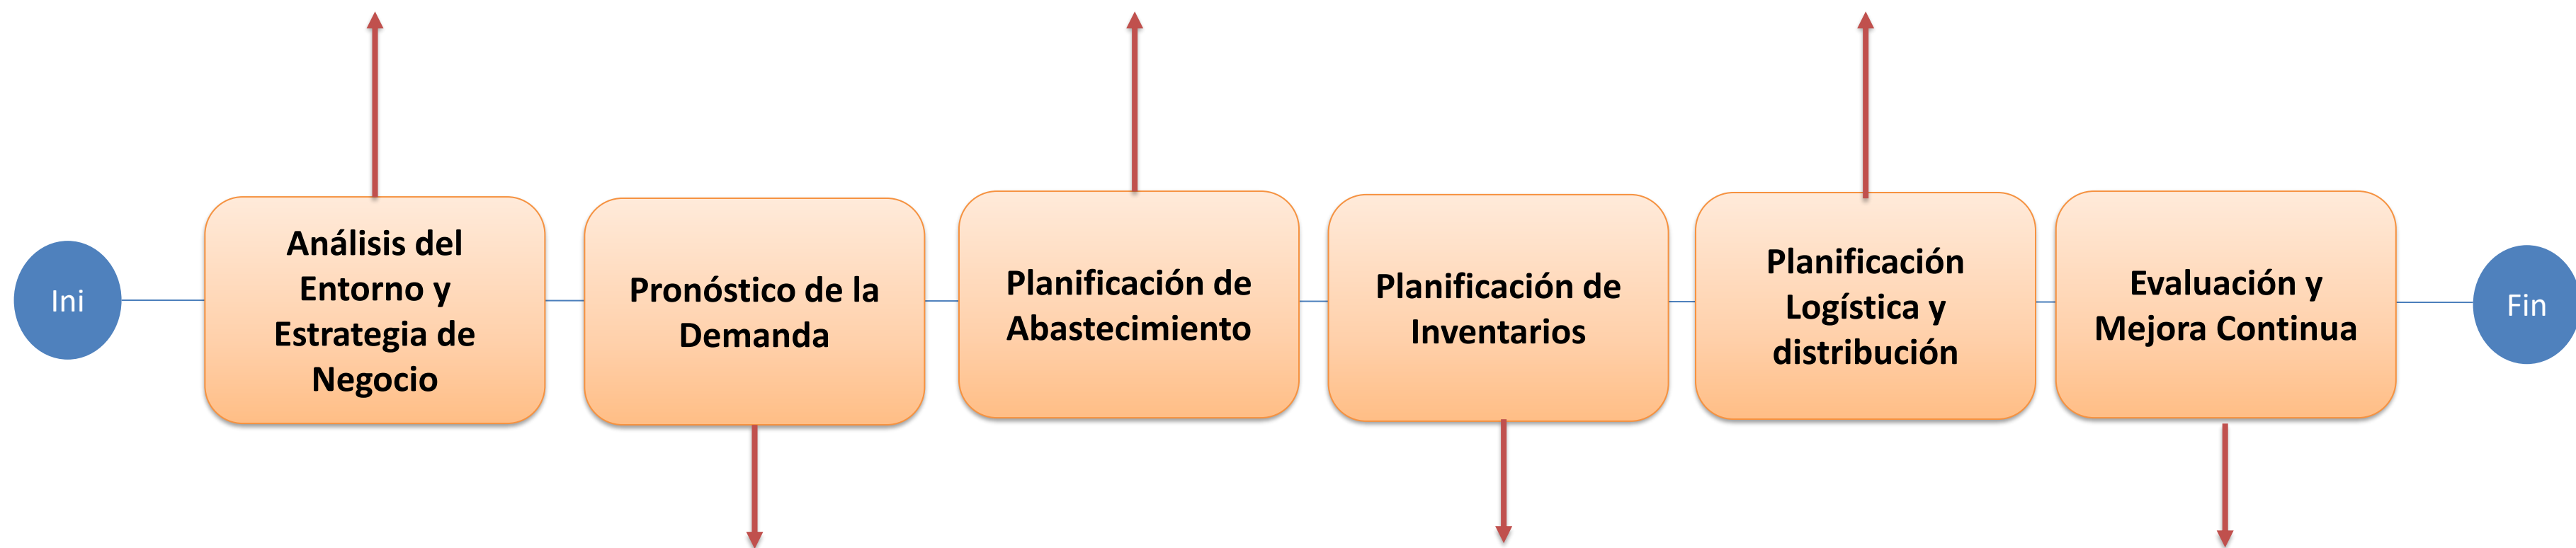 Ini
Análisis del
Entorno y
Estrategia de
Negocio
Pronóstico de la
Demanda
Planificación de
Abastecimiento
Planificación de
Inventarios
Planificación
Logística y
distribución
Evaluación y
Mejora Continua
Fin